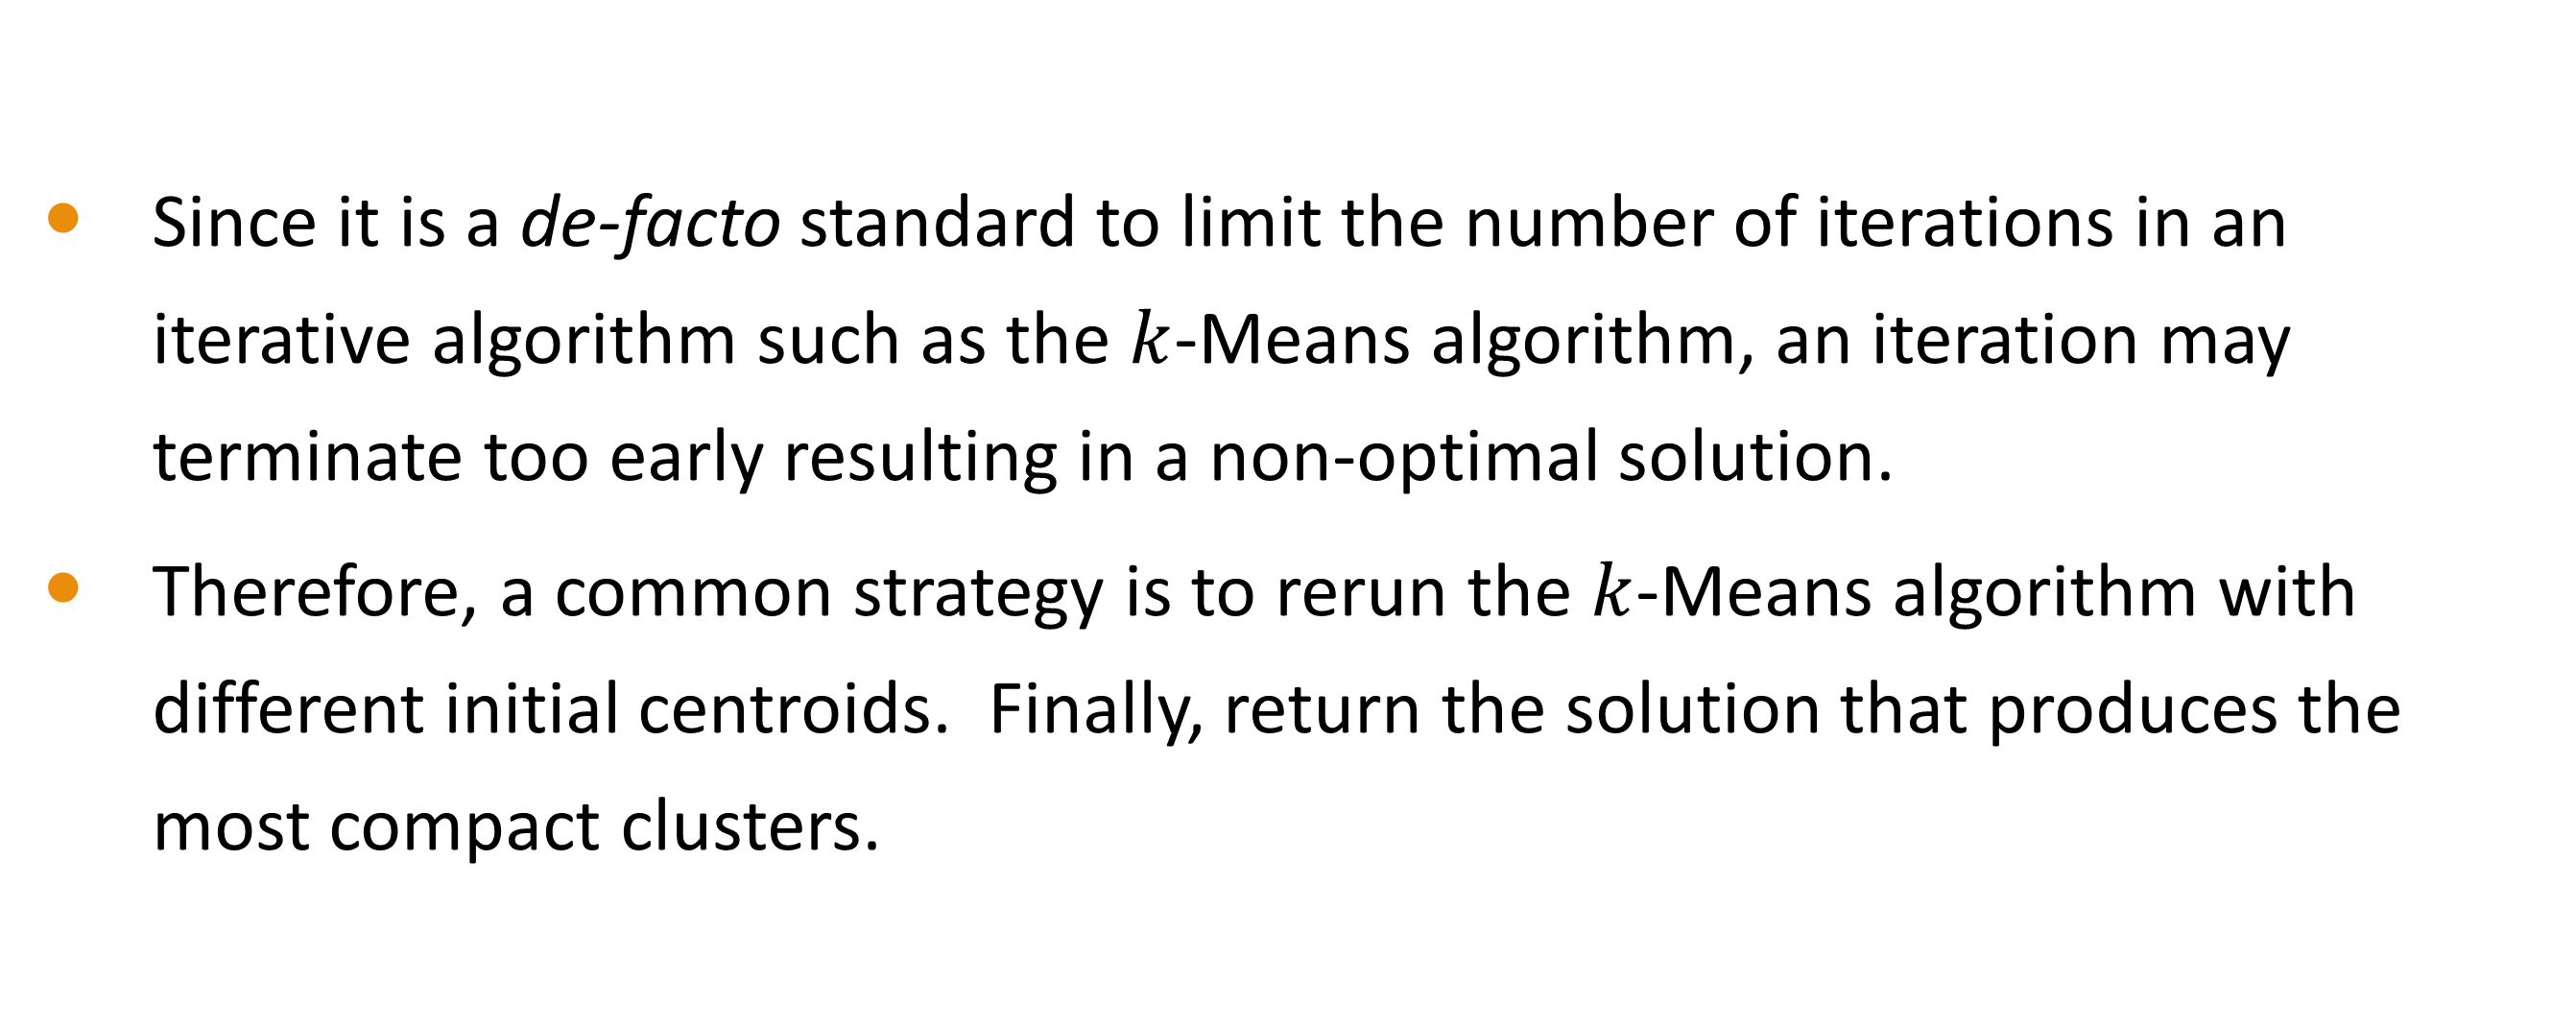 • Since it is a de-facto standard to limit the number of iterations in an
iterative algorithm such as the k-Means algorithm, an iteration may
terminate too early resulting in a non-optimal solution.
• Therefore, a common strategy is to rerun the k-Means algorithm with
different initial centroids.  Finally, return the solution that produces the
most compact clusters.